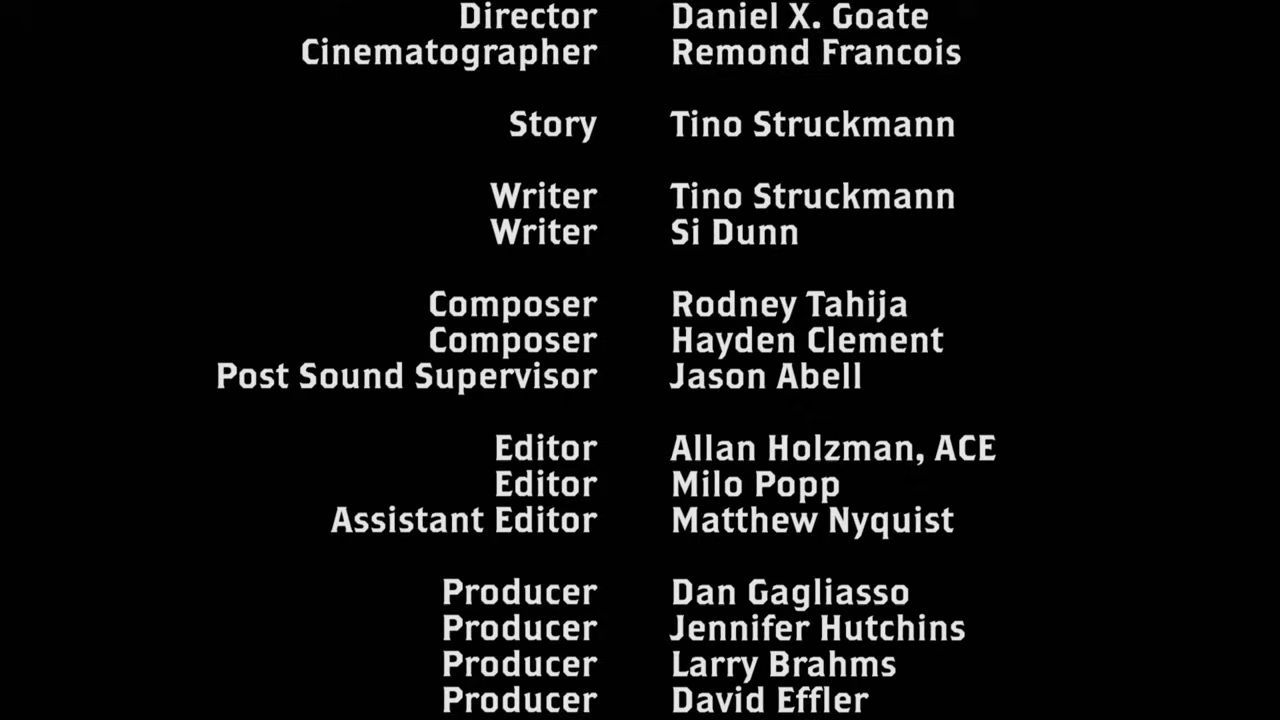 Director Daniel X. Goate
Cinematographer Remond Francois
Story Tino Struckmann
Writer Tino Struckmann
Writer Si Dunn
Composer Rodney Tahija
Composer Hayden Clement
Post Sound Supervisor Jason Abell
Editor Allan Holzman, ACE
Editor Milo Popp
Assistant Editor Matthew Nyquist
Producer Dan Gagliasso
Producer Jennifer Hutchins
Producer Larry Brahms
Producer David Effler